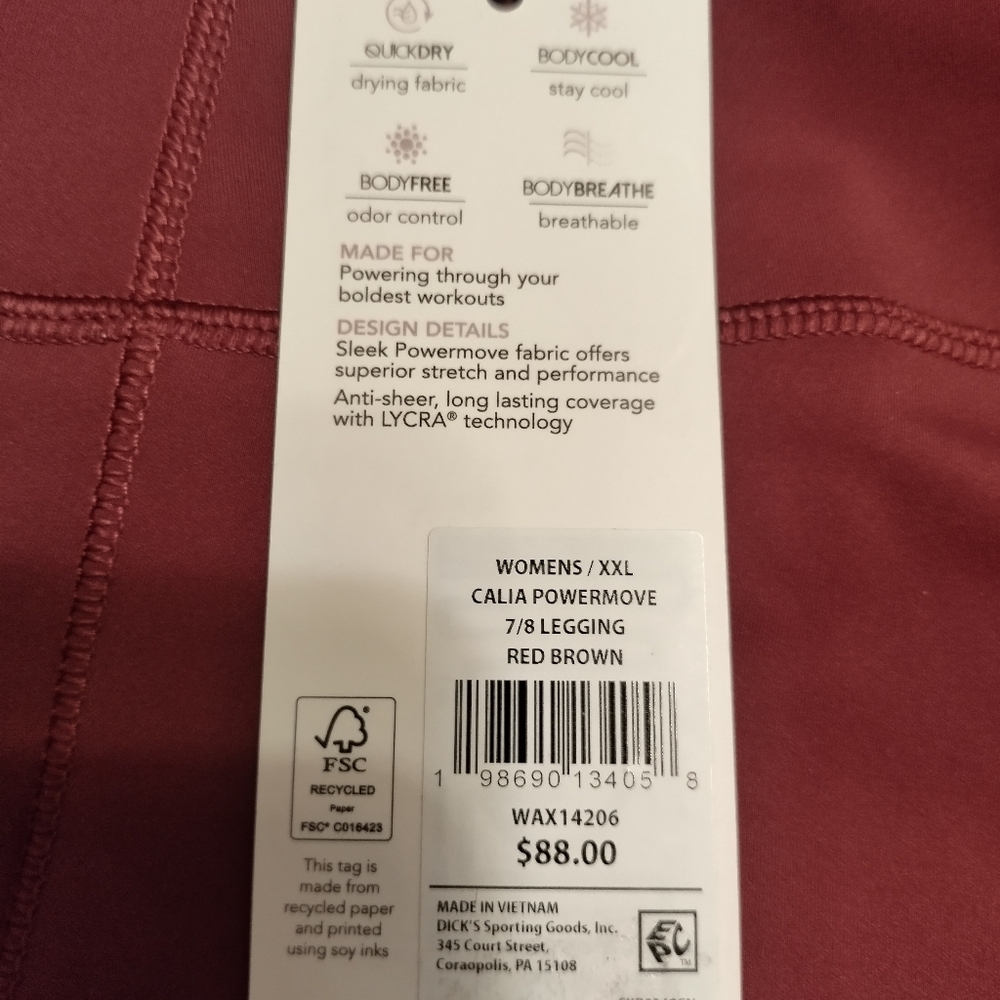 QUICKDRY
drying fabric
BODYCOOL
stay cool
BODYFREE
odor control
BODYBREATHE
breathable
MADE FOR
Powering through your
boldest workouts
DESIGN DETAILS
Sleek Powermove fabric offers
superior stretch and performance
Anti-sheer, long lasting coverage
with LYCRA® technology
WOMENS / XXL
CALIA POWERMOVE
7/8 LEGGING
RED BROWN
1 98690 13405 8
WAX14206
$88.00
FSC
RECYCLED
Paper
FSC® C016423
This tag is
made from
recycled paper
and printed
using soy inks
MADE IN VIETNAM
DICK'S Sporting Goods, Inc.
345 Court Street,
Coraopolis, PA 15108
EPC
TM